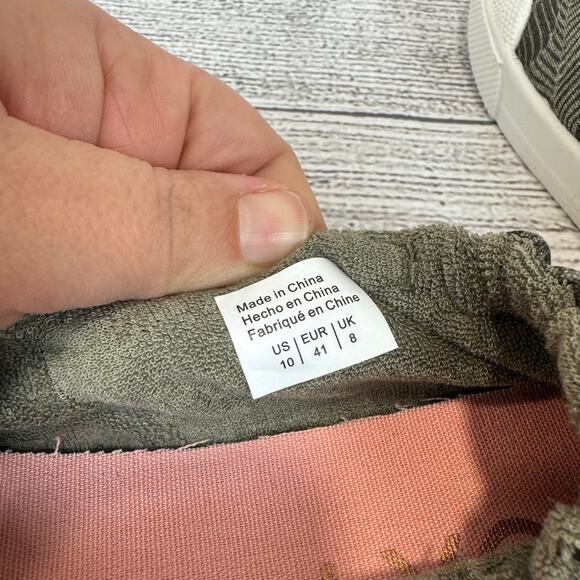 Made in China
Hecho en China
Fabriqué en Chine
US | EUR | UK
10 | 41 | 8